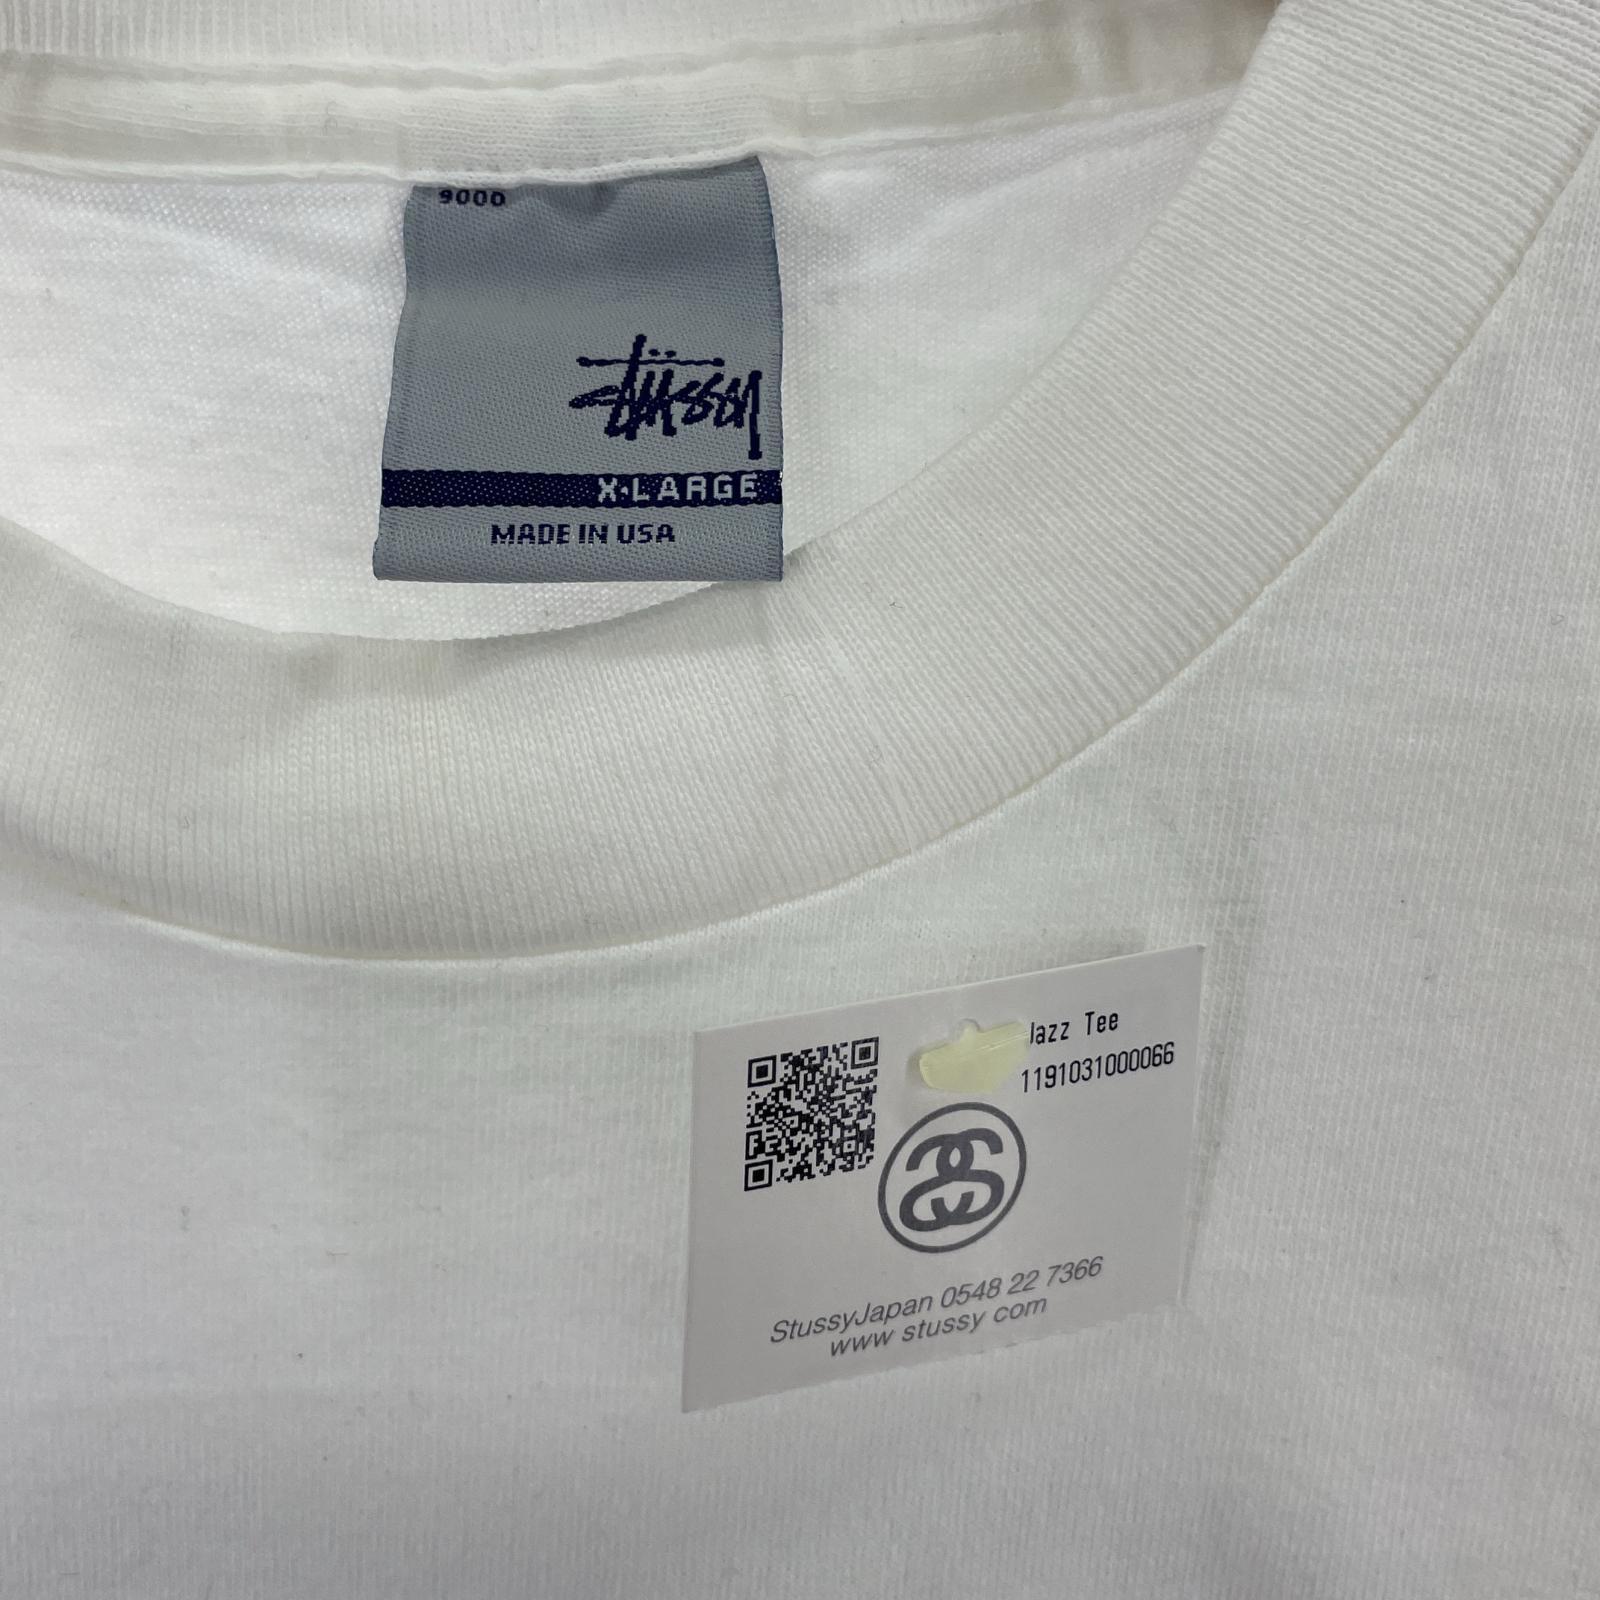 9000
Stüssy
X·LARGE
MADE IN USA
Jazz Tee
1191031000066
StussyJapan 0548 22 7366
www stussy com